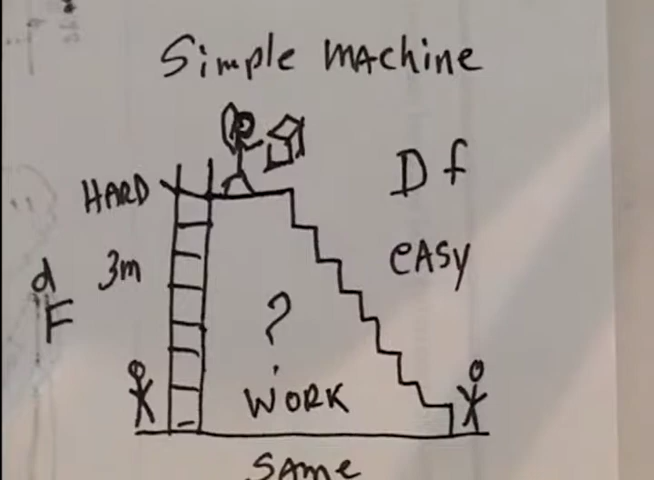 Simple MACHINE
HARD
D f
3m
eASy
d
F
?
WORK
SAMe